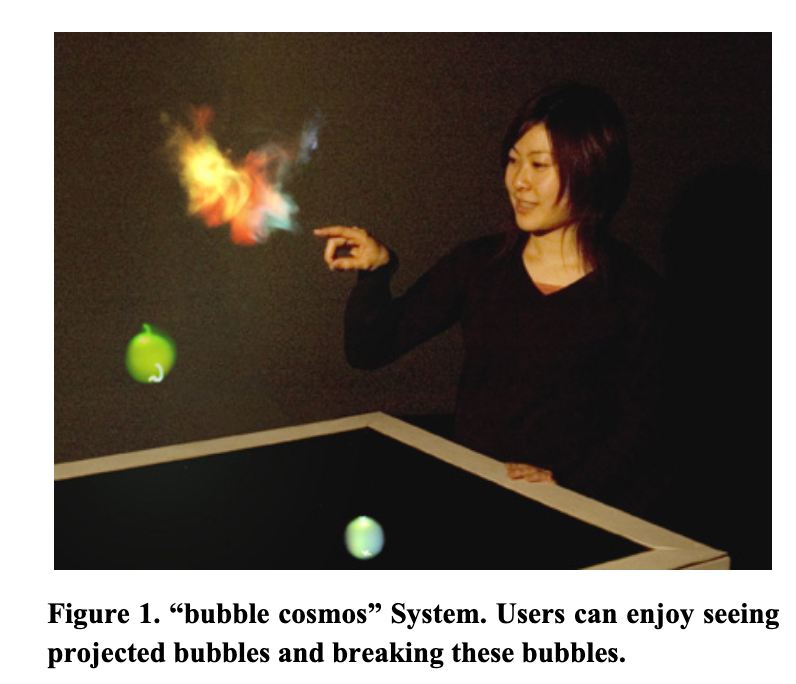 Figure 1. “bubble cosmos” System. Users can enjoy seeing
projected bubbles and breaking these bubbles.